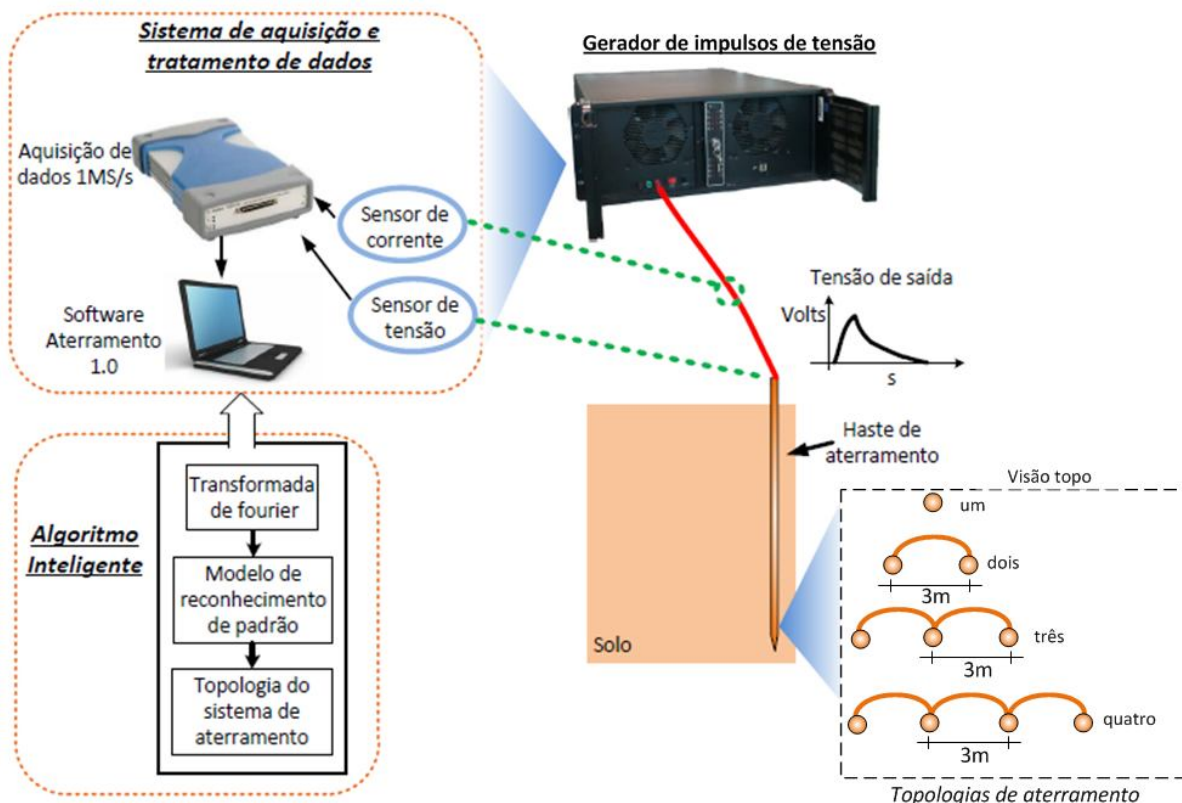 Sistema de aquisição e
tratamento de dados
Aquisição de
dados 1MS/s
Sensor de
corrente
Sensor de
tensão
Software
Aterramento
1.0
Gerador de impulsos de tensão
Tensão de saída
Volts
s
Haste de
aterramento
Solo
Algoritmo
Inteligente
Transformada
de fourier
Modelo de
reconhecimento
de padrão
Topologia do
sistema de
aterramento
Visão topo
um
dois
3m
três
3m
quatro
3m
Topologias de aterramento